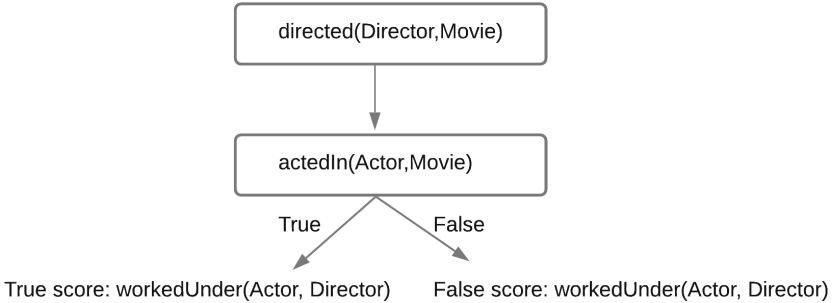 directed(Director,Movie)
actedIn(Actor,Movie)
True False
True score: workedUnder(Actor, Director) False score: workedUnder(Actor, Director)